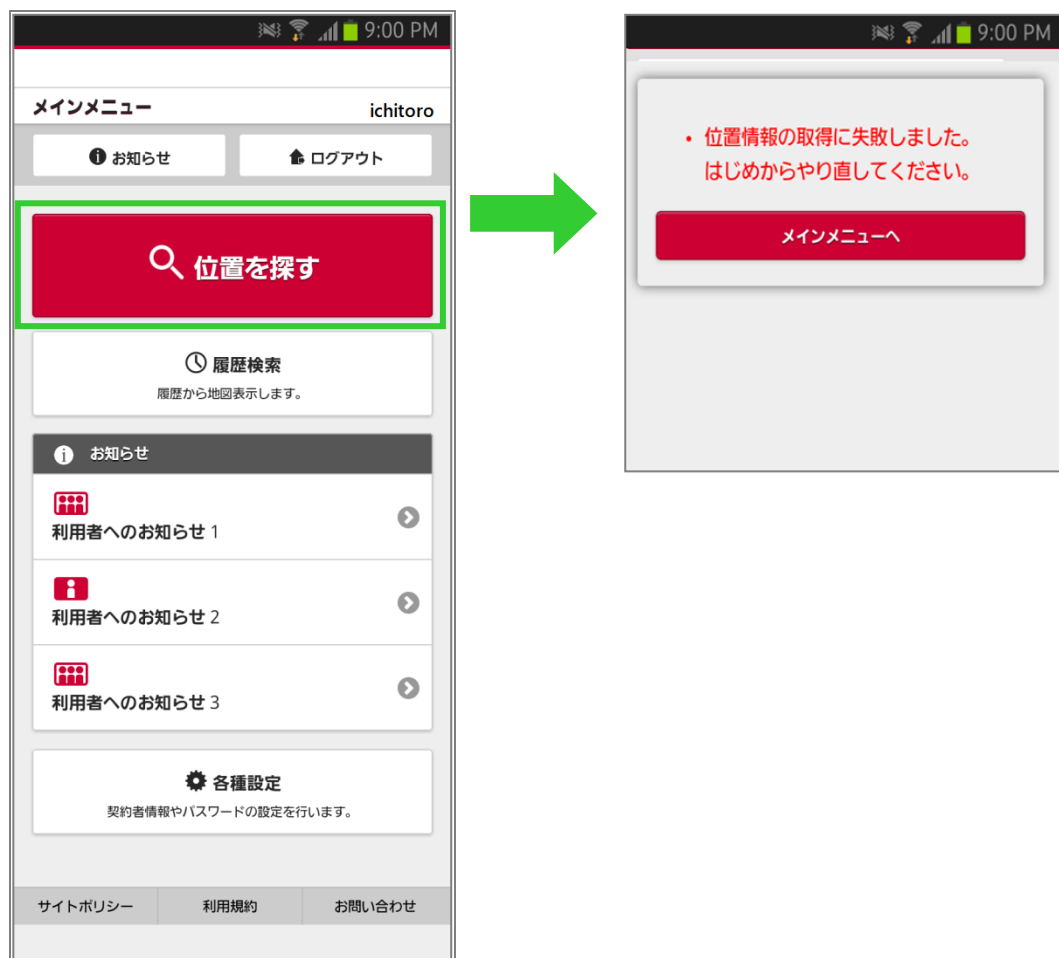 9:00 PM
メインメニュー
ichitoro
お知らせ
ログアウト
位置を探す
履歴検索
履歴から地図表示します。
お知らせ
利用者へのお知らせ 1
利用者へのお知らせ 2
利用者へのお知らせ 3
各種設定
契約者情報やパスワードの設定を行います。
サイトポリシー
利用規約
お問い合わせ
9:00 PM
・位置情報の取得に失敗しました。
はじめからやり直してください。
メインメニューへ